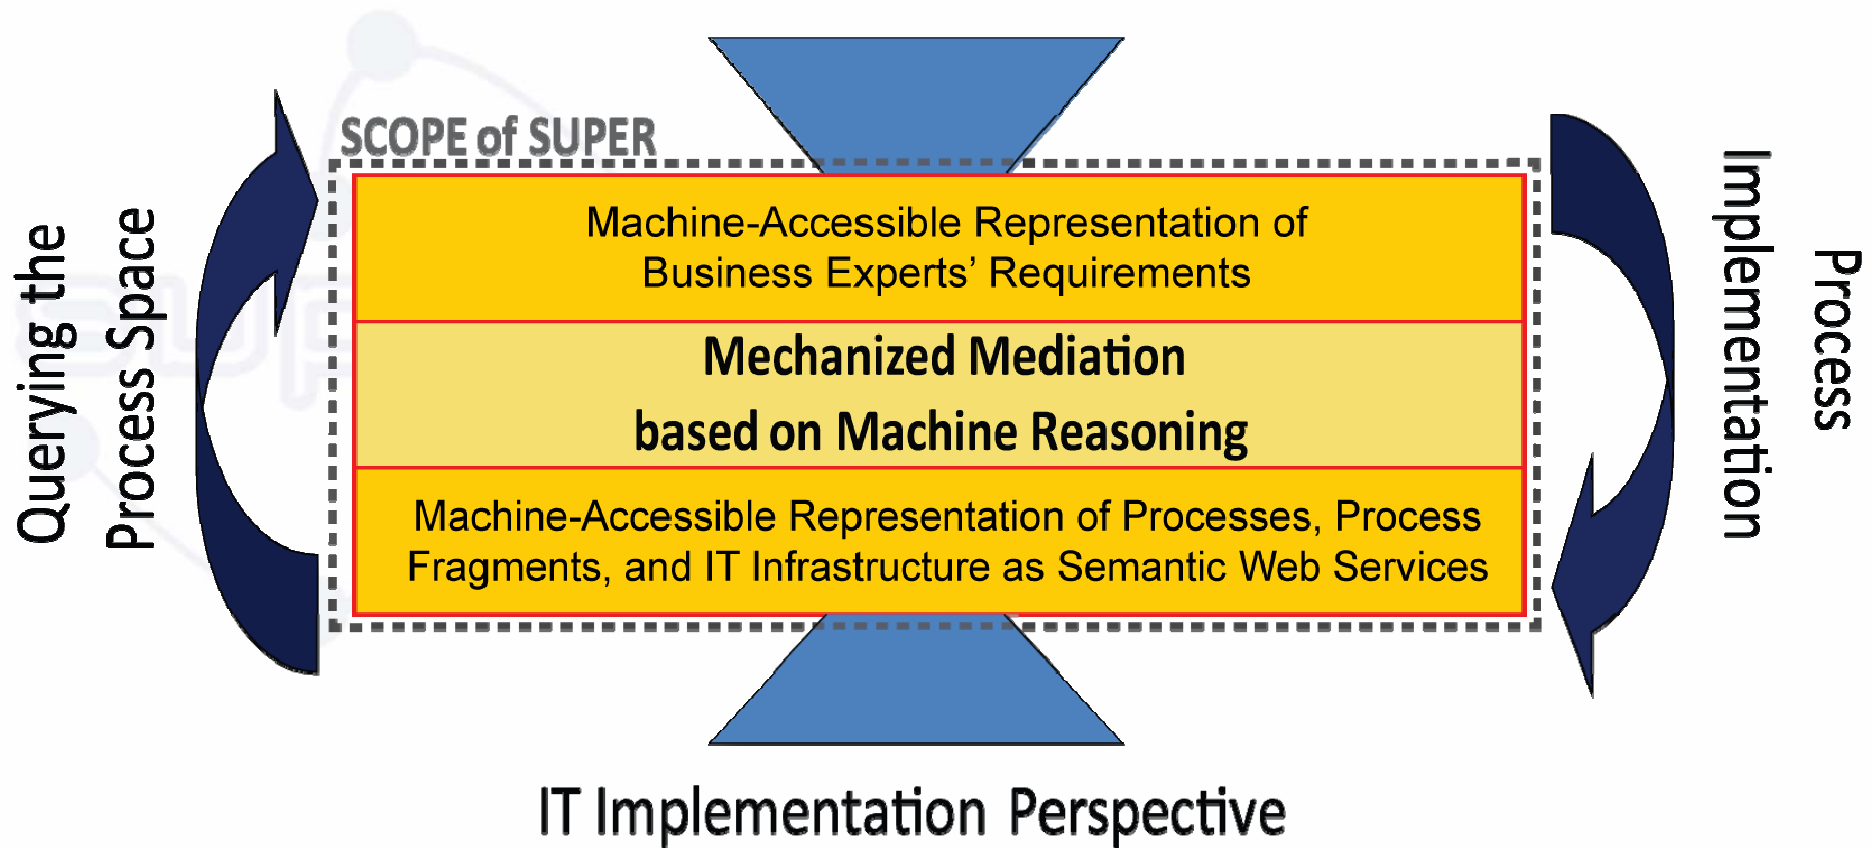 SCOPE of SUPER
Machine-Accessible Representation of
Business Experts' Requirements
Mechanized Mediation
based on Machine Reasoning
Machine-Accessible Representation of Processes, Process
Fragments, and IT Infrastructure as Semantic Web Services
Querying the
Process Space
Process
Implementation
IT Implementation Perspective